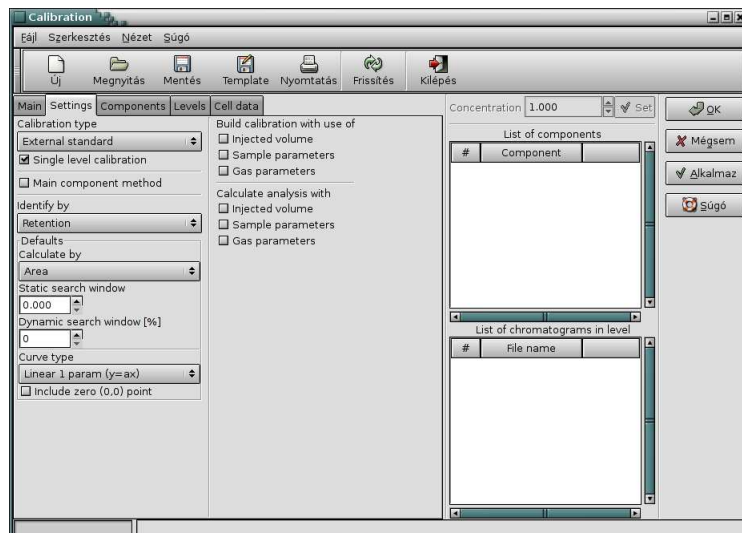 Calibration
Fájl Szerkesztés Nézet Súgó
Új Megnyitás Mentés Template Nyomtatás Frissítés Kilépés
Main Settings Components Levels Cell data
Calibration type
External standard
Single level calibration
Main component method
Identify by
Retention
Defaults
Calculate by
Area
Static search window
0.000
Dynamic search window [%]
0
Curve type
Linear 1 param (y=ax)
Include zero (0,0) point
Build calibration with use of
Injected volume
Sample parameters
Gas parameters
Calculate analysis with
Injected volume
Sample parameters
Gas parameters
Concentration 1.000 Set
List of components
# Component
List of chromatograms in level
# File name
OK
Mégsem
Alkalmaz
Súgó